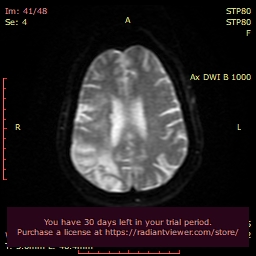 Im: 41/48
Se: 4
A
STP80
STP80
F
Ax DWI B 1000
R
L
You have 30 days left in your trial period.
Purchase a license at https://radiantviewer.com/store/